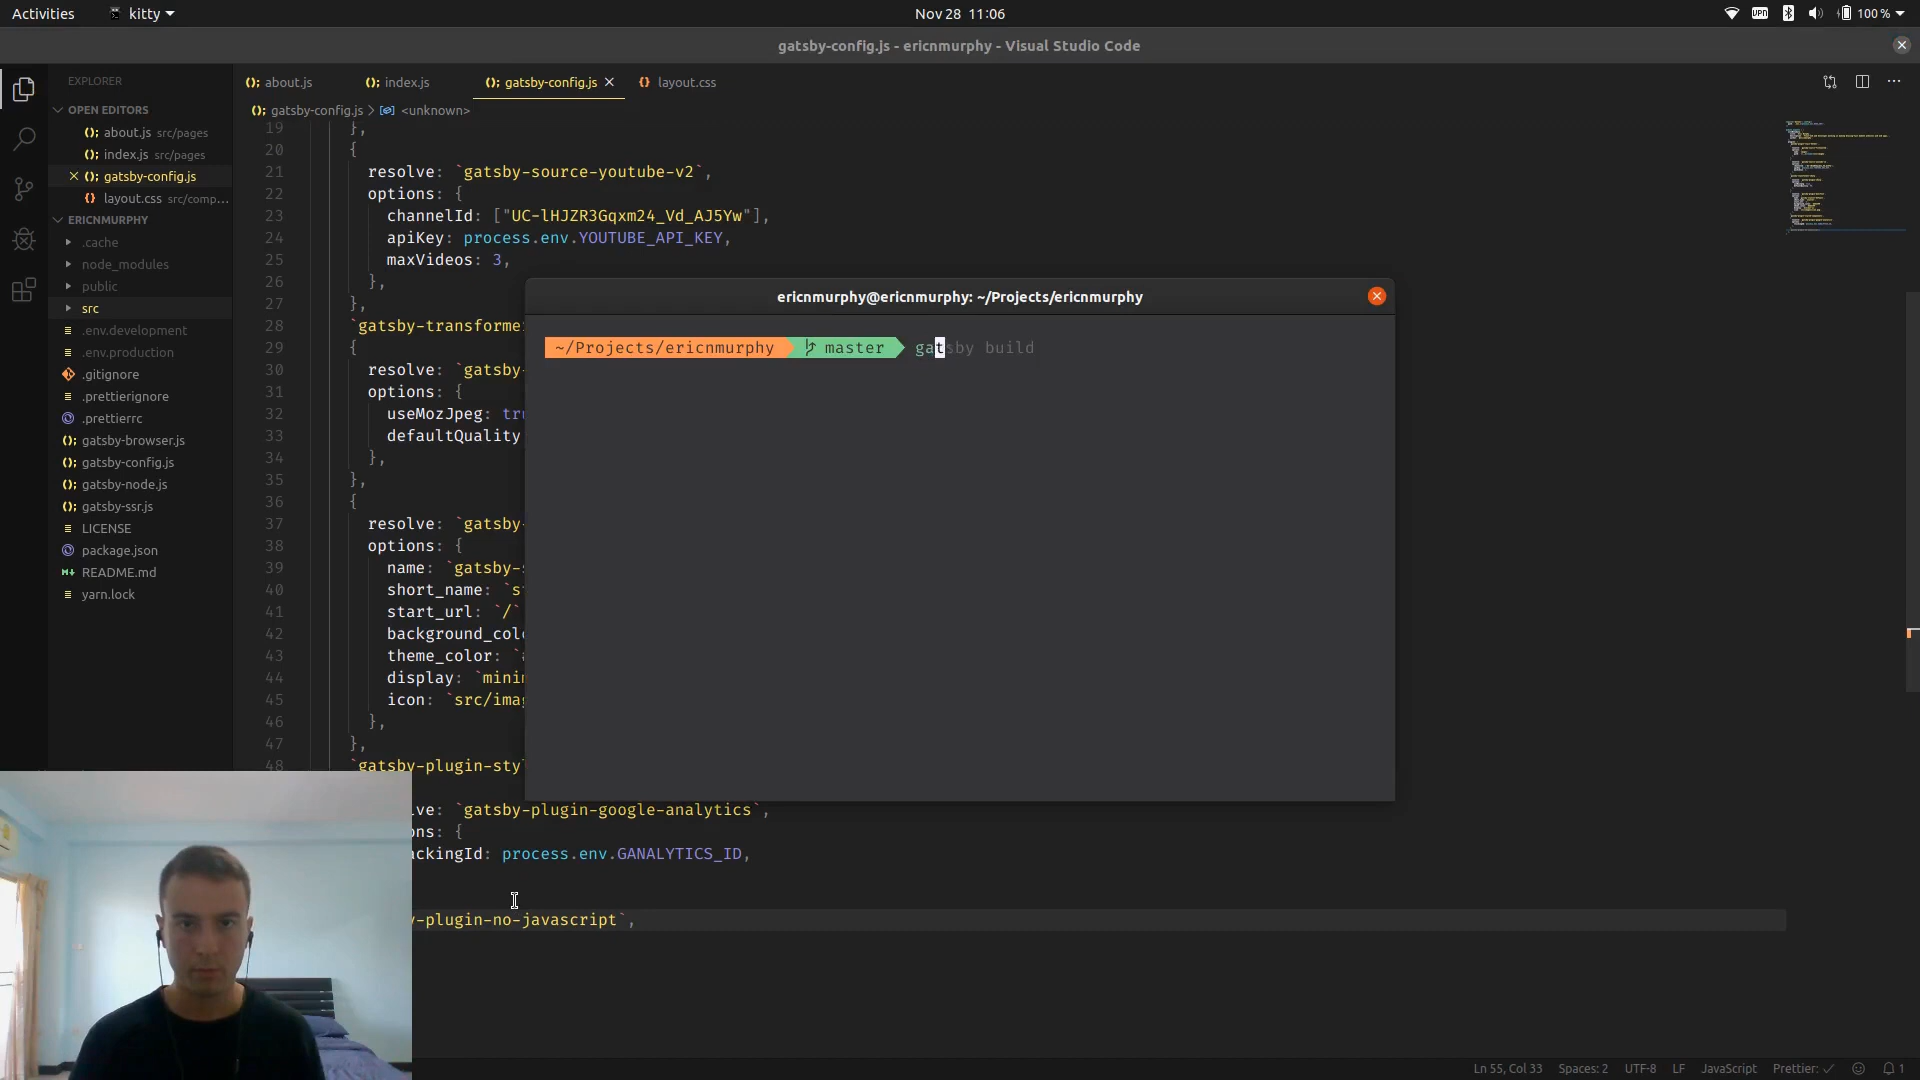 Activities
kitty
Nov 28 11:06
VPN
100 %
gatsby-config.js - ericnmurphy - Visual Studio Code
EXPLORER
OPEN EDITORS
about.js src/pages
index.js src/pages
gatsby-config.js
layout.css src/comp...
ERICNMURPHY
.cache
node_modules
public
src
.env.development
.env.production
.gitignore
.prettierignore
.prettierrc
gatsby-browser.js
gatsby-config.js
gatsby-node.js
gatsby-ssr.js
LICENSE
package.json
README.md
yarn.lock
about.js
index.js
gatsby-config.js
layout.css
gatsby-config.js > <unknown>
19 },
20 {
21 resolve: `gatsby-source-youtube-v2`,
22 options: {
23 channelId: ["UC-lHJZR3Gqxm24_Vd_AJ5Yw"],
24 apiKey: process.env.YOUTUBE_API_KEY,
25 maxVideos: 3,
26 },
27 },
28 `gatsby-transformer
29 {
30 resolve: `gatsby-
31 options: {
32 useMozJpeg: tru
33 defaultQuality
34 },
35 },
36 {
37 resolve: `gatsby-
38 options: {
39 name: `gatsby-s
40 short_name: `st
41 start_url: `/`
42 background_colo
43 theme_color: `#
44 display: `minim
45 icon: `src/imag
46 },
47 },
48 `gatsby-plugin-styl
lve: `gatsby-plugin-google-analytics`,
ons: {
ackingId: process.env.GANALYTICS_ID,
y-plugin-no-javascript`,
ericnmurphy@ericnmurphy: ~/Projects/ericnmurphy
~/Projects/ericnmurphy master gatsby build
Ln 55, Col 33
Spaces: 2
UTF-8
LF
JavaScript
Prettier: ✓
1